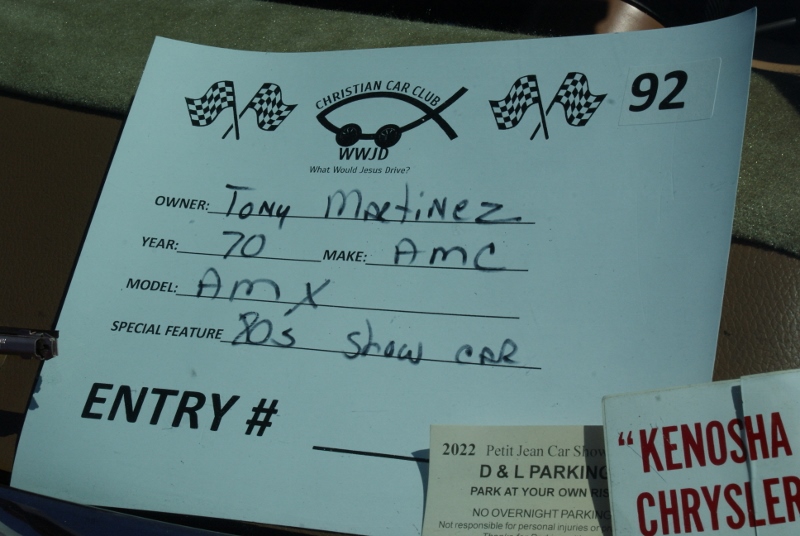 CHRISTIAN CAR CLUB
92
WWJD
What Would Jesus Drive?
OWNER: Tony Martinez
YEAR: 70 MAKE: AMC
MODEL: AMX
SPECIAL FEATURE 80s Show CAR
ENTRY #
2022 Petit Jean Car Show
D & L PARKING
PARK AT YOUR OWN RIS
NO OVERNIGHT PARKING
Not responsible for personal injuries or
"KENOSHA
CHRYSLER